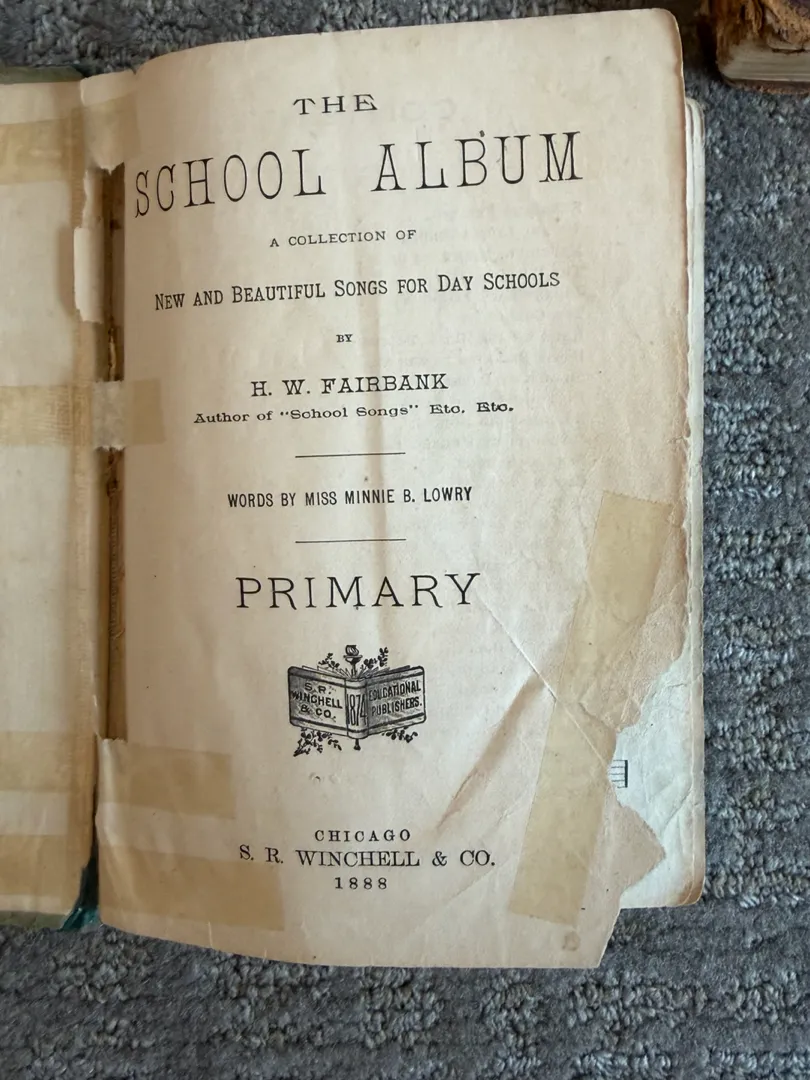 THE
SCHOOL ALBUM
A COLLECTION OF
NEW AND BEAUTIFUL SONGS FOR DAY SCHOOLS
BY
H. W. FAIRBANK
Author of "School Songs" Etc. Etc.
WORDS BY MISS MINNIE B. LOWRY
PRIMARY
S. R.
WINCHELL
& CO.
1874
EDUCATIONAL
PUBLISHERS.
CHICAGO
S. R. WINCHELL & CO.
1888